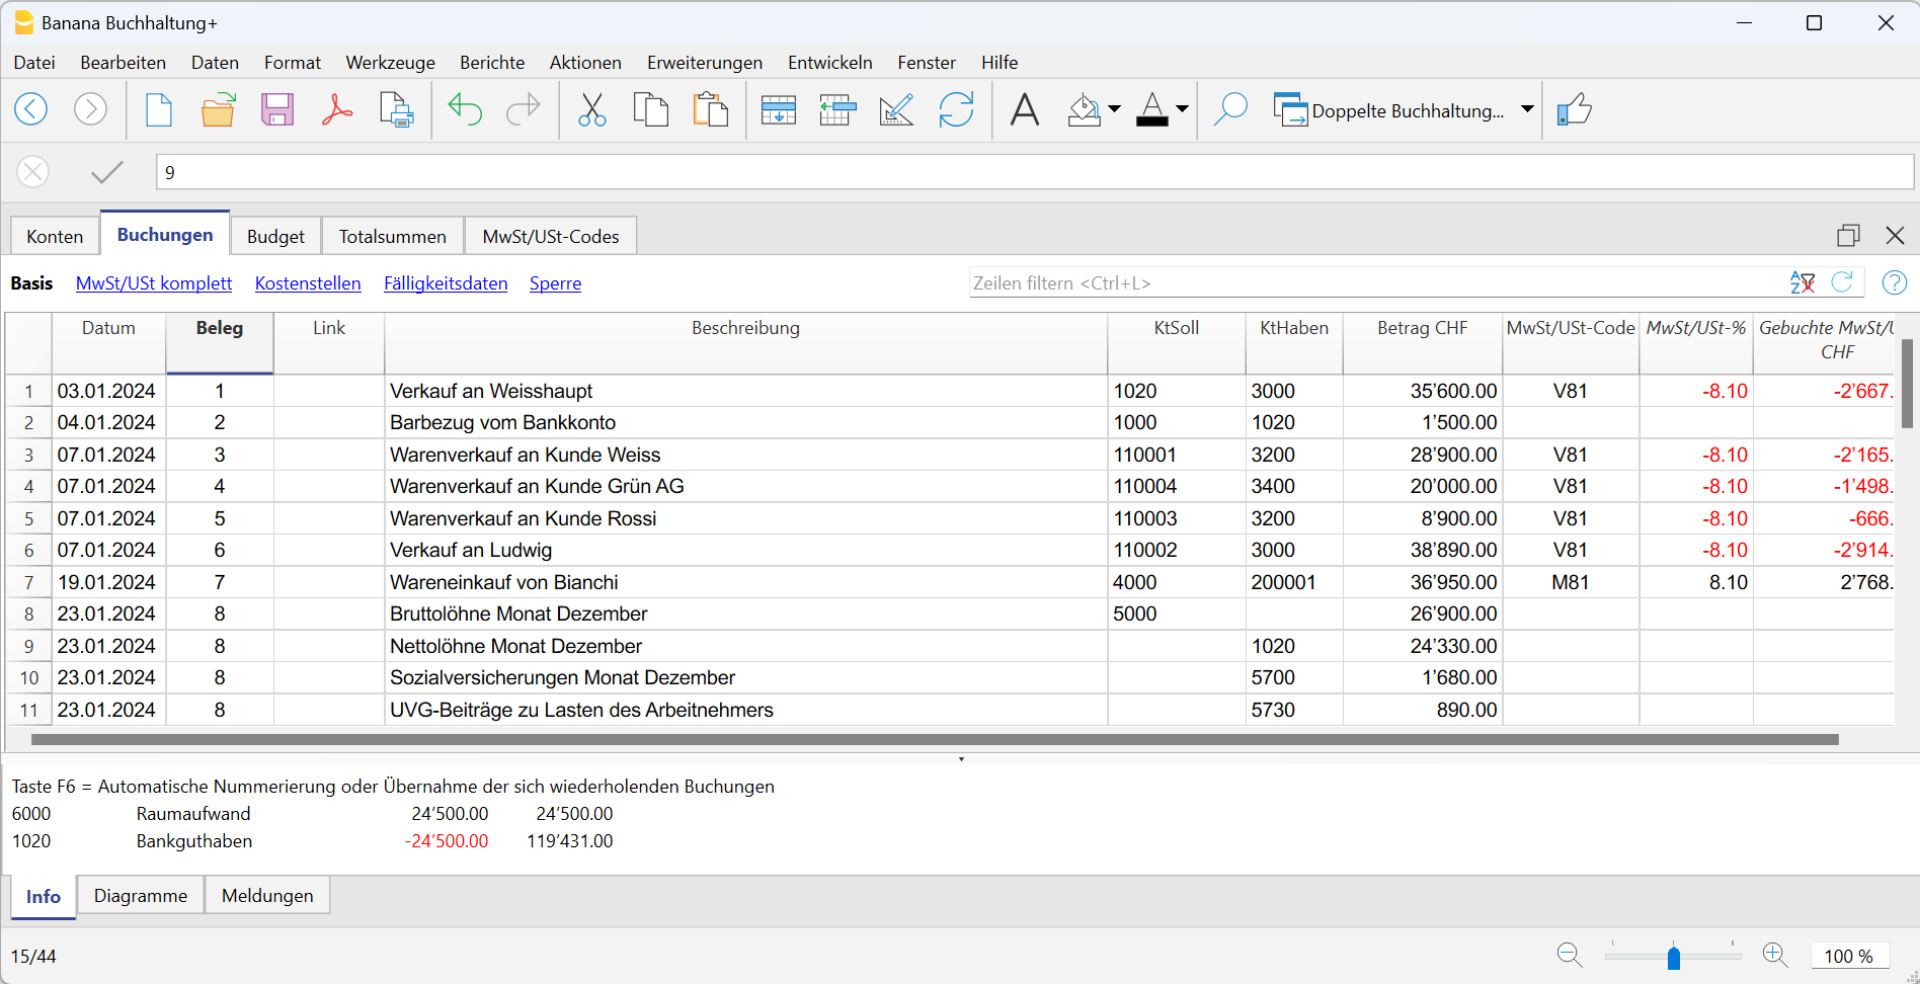 Banana Buchhaltung+
Datei Bearbeiten Daten Format Werkzeuge Berichte Aktionen Erweiterungen Entwickeln Fenster Hilfe
Doppelte Buchhaltung...
9
Konten Buchungen Budget Totalsummen MwSt/USt-Codes
Basis MwSt/USt komplett Kostenstellen Fälligkeitsdaten Sperre Zeilen filtern <Ctrl+L>
Datum Beleg Link Beschreibung KtSoll KtHaben Betrag CHF MwSt/USt-Code MwSt/USt-% Gebuchte MwSt/U
CHF
1 03.01.2024 1 Verkauf an Weisshaupt 1020 3000 35’600.00 V81 -8.10 -2’667.
2 04.01.2024 2 Barbezug vom Bankkonto 1000 1020 1’500.00
3 07.01.2024 3 Warenverkauf an Kunde Weiss 110001 3200 28’900.00 V81 -8.10 -2’165.
4 07.01.2024 4 Warenverkauf an Kunde Grün AG 110004 3400 20’000.00 V81 -8.10 -1’498.
5 07.01.2024 5 Warenverkauf an Kunde Rossi 110003 3200 8’900.00 V81 -8.10 -666.
6 07.01.2024 6 Verkauf an Ludwig 110002 3000 38’890.00 V81 -8.10 -2’914.
7 19.01.2024 7 Wareneinkauf von Bianchi 4000 200001 36’950.00 M81 8.10 2’768.
8 23.01.2024 8 Bruttolöhne Monat Dezember 5000 26’900.00
9 23.01.2024 8 Nettolöhne Monat Dezember 1020 24’330.00
10 23.01.2024 8 Sozialversicherungen Monat Dezember 5700 1’680.00
11 23.01.2024 8 UVG-Beiträge zu Lasten des Arbeitnehmers 5730 890.00
Taste F6 = Automatische Nummerierung oder Übernahme der sich wiederholenden Buchungen
6000 Raumaufwand 24’500.00 24’500.00
1020 Bankguthaben -24’500.00 119’431.00
Info Diagramme Meldungen
15/44 100 %